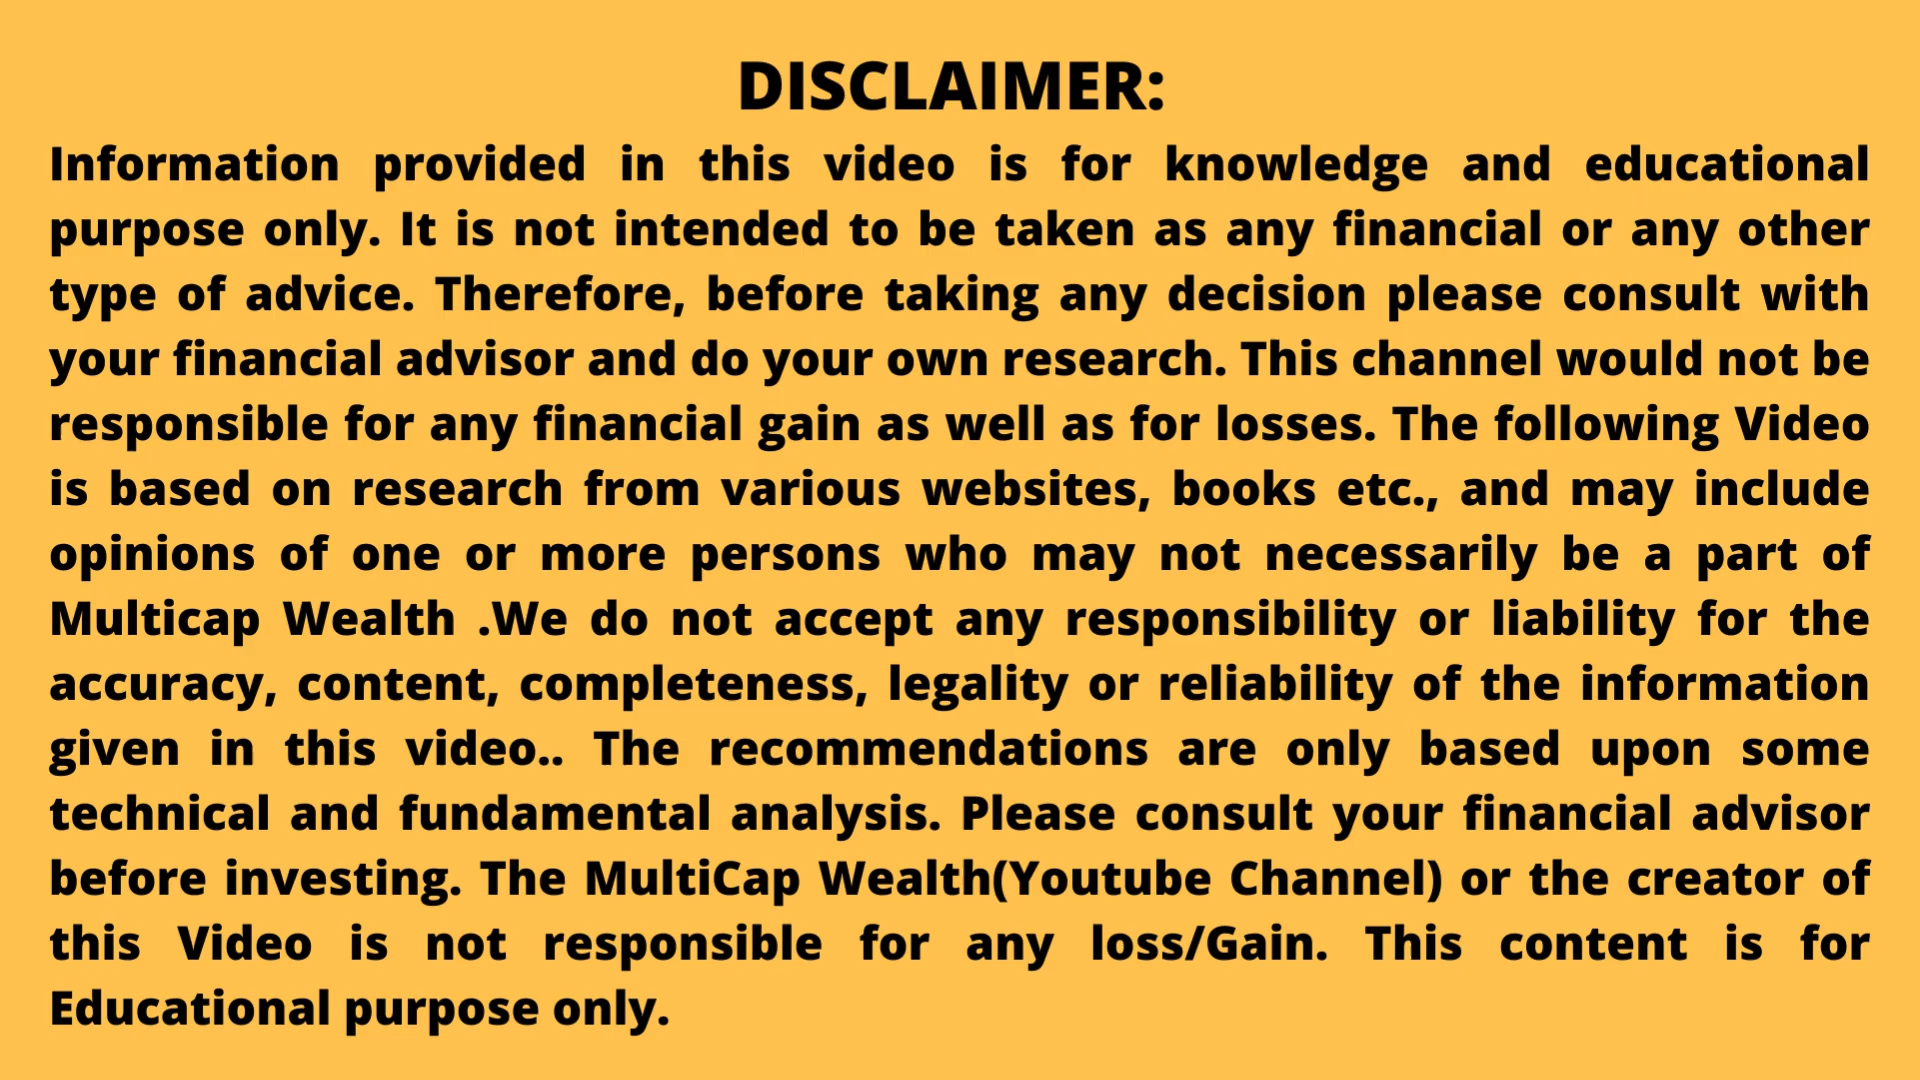 DISCLAIMER:
Information provided in this video is for knowledge and educational
purpose only. It is not intended to be taken as any financial or any other
type of advice. Therefore, before taking any decision please consult with
your financial advisor and do your own research. This channel would not be
responsible for any financial gain as well as for losses. The following Video
is based on research from various websites, books etc., and may include
opinions of one or more persons who may not necessarily be a part of
Multicap Wealth .We do not accept any responsibility or liability for the
accuracy, content, completeness, legality or reliability of the information
given in this video.. The recommendations are only based upon some
technical and fundamental analysis. Please consult your financial advisor
before investing. The MultiCap Wealth(Youtube Channel) or the creator of
this Video is not responsible for any loss/Gain. This content is for
Educational purpose only.